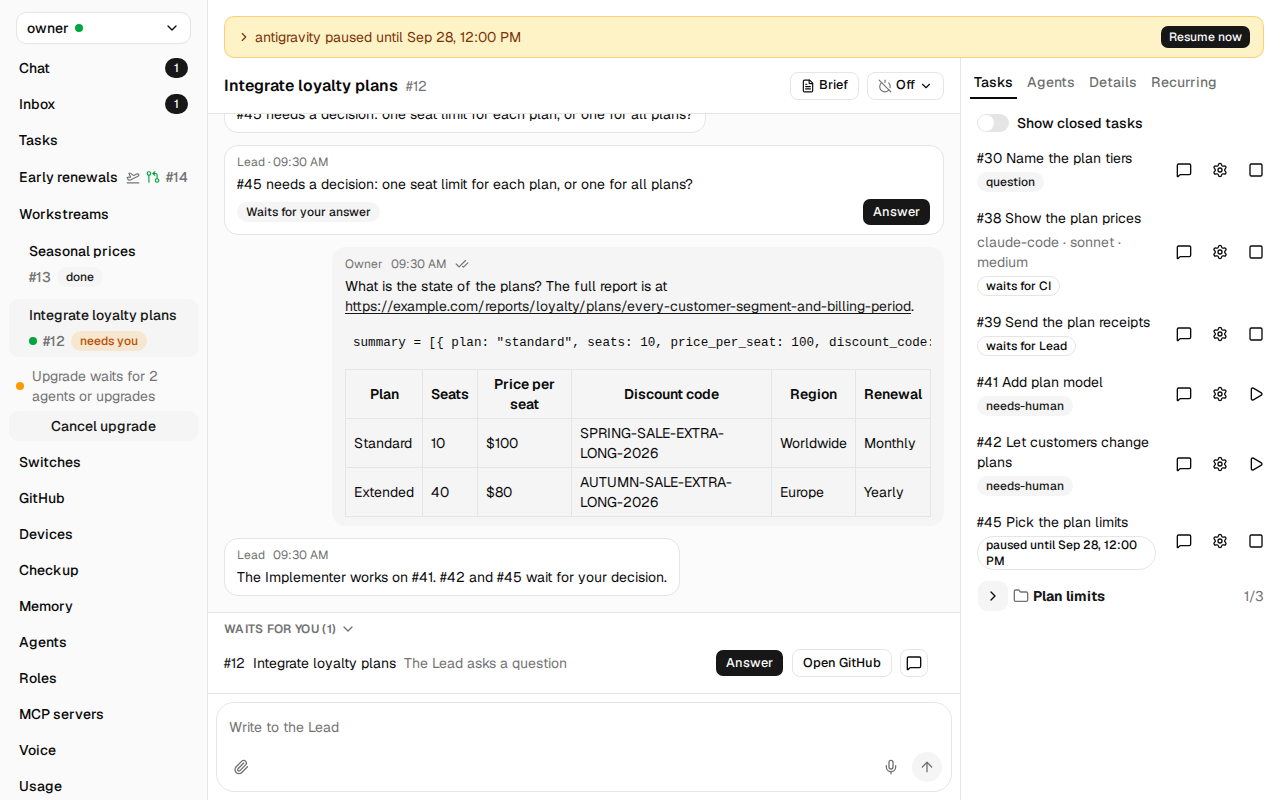 owner
Chat 1
Inbox 1
Tasks
Early renewals #14
Workstreams
Seasonal prices
#13 done
Integrate loyalty plans
#12 needs you
Upgrade waits for 2
agents or upgrades
Cancel upgrade
Switches
GitHub
Devices
Checkup
Memory
Agents
Roles
MCP servers
Voice
Usage
antigravity paused until Sep 28, 12:00 PM
Resume now
Integrate loyalty plans #12
Brief
Off
#45 needs a decision: one seat limit for each plan, or one for all plans?
Lead · 09:30 AM
#45 needs a decision: one seat limit for each plan, or one for all plans?
Waits for your answer
Answer
Owner 09:30 AM
What is the state of the plans? The full report is at
https://example.com/reports/loyalty/plans/every-customer-segment-and-billing-period.
summary = [{ plan: "standard", seats: 10, price_per_seat: 100, discount_code:
Plan Seats Price per seat Discount code Region Renewal
Standard 10 $100 SPRING-SALE-EXTRA-LONG-2026 Worldwide Monthly
Extended 40 $80 AUTUMN-SALE-EXTRA-LONG-2026 Europe Yearly
Lead 09:30 AM
The Implementer works on #41. #42 and #45 wait for your decision.
WAITS FOR YOU (1)
#12 Integrate loyalty plans The Lead asks a question
Answer
Open GitHub
Write to the Lead
Tasks Agents Details Recurring
Show closed tasks
#30 Name the plan tiers
question
#38 Show the plan prices
claude-code · sonnet ·
medium
waits for CI
#39 Send the plan receipts
waits for Lead
#41 Add plan model
needs-human
#42 Let customers change
plans
needs-human
#45 Pick the plan limits
paused until Sep 28, 12:00
PM
Plan limits 1/3